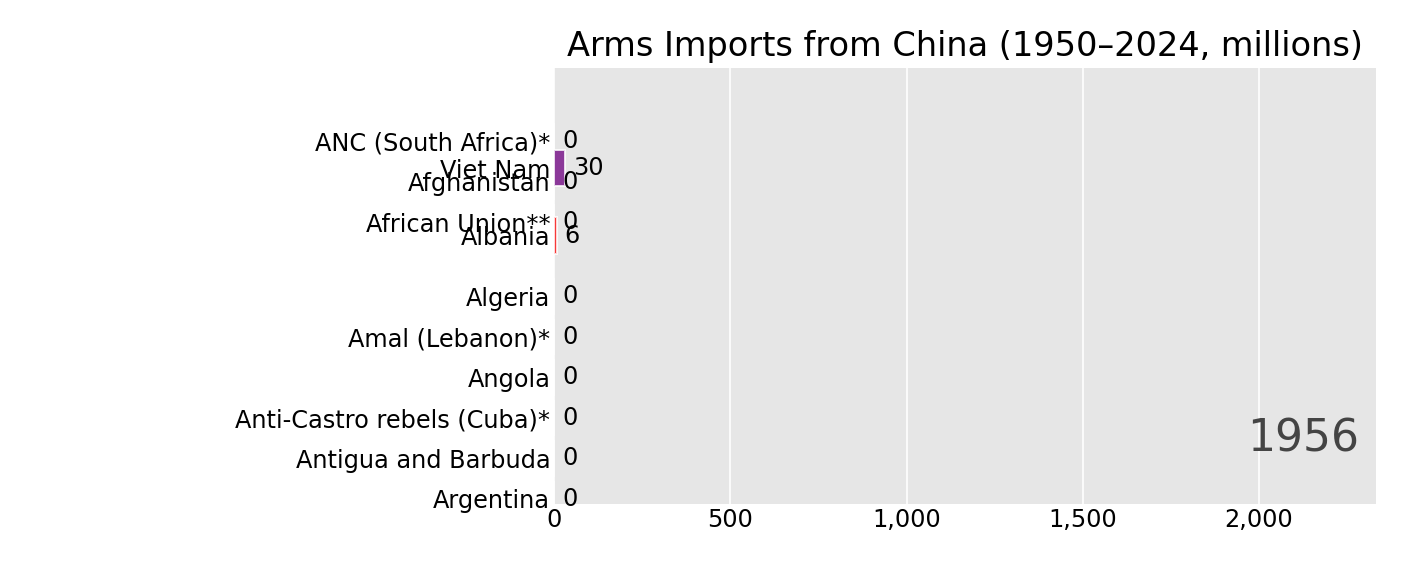 Arms Imports from China (1950–2024, millions)
ANC (South Africa)* 0
Viet Nam 30
Afghanistan 0
African Union** 0
Albania 6
Algeria 0
Amal (Lebanon)* 0
Angola 0
Anti-Castro rebels (Cuba)* 0
1956
Antigua and Barbuda 0
Argentina 0
0 500 1,000 1,500 2,000